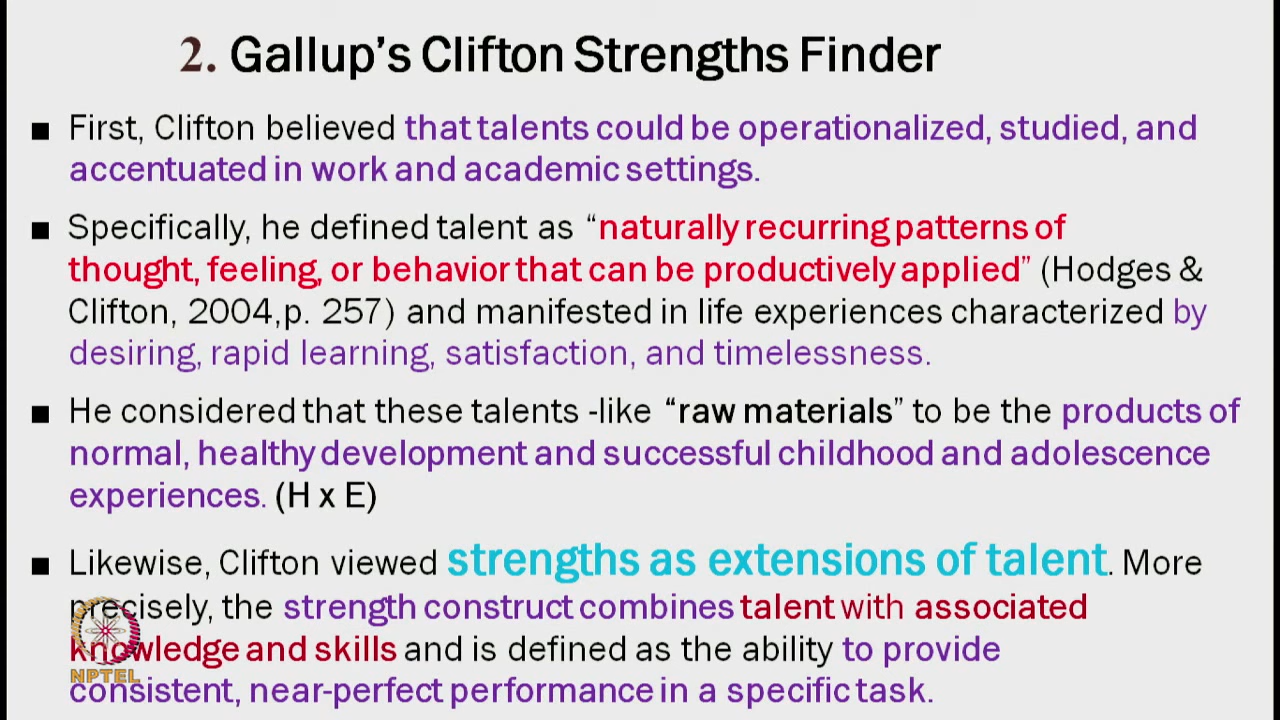 2. Gallup’s Clifton Strengths Finder
■ First, Clifton believed that talents could be operationalized, studied, and
accentuated in work and academic settings.
■ Specifically, he defined talent as “naturally recurring patterns of
thought, feeling, or behavior that can be productively applied” (Hodges &
Clifton, 2004,p. 257) and manifested in life experiences characterized by
desiring, rapid learning, satisfaction, and timelessness.
■ He considered that these talents -like “raw materials” to be the products of
normal, healthy development and successful childhood and adolescence
experiences. (H x E)
■ Likewise, Clifton viewed strengths as extensions of talent. More
precisely, the strength construct combines talent with associated
knowledge and skills and is defined as the ability to provide
consistent, near-perfect performance in a specific task.
NPTEL